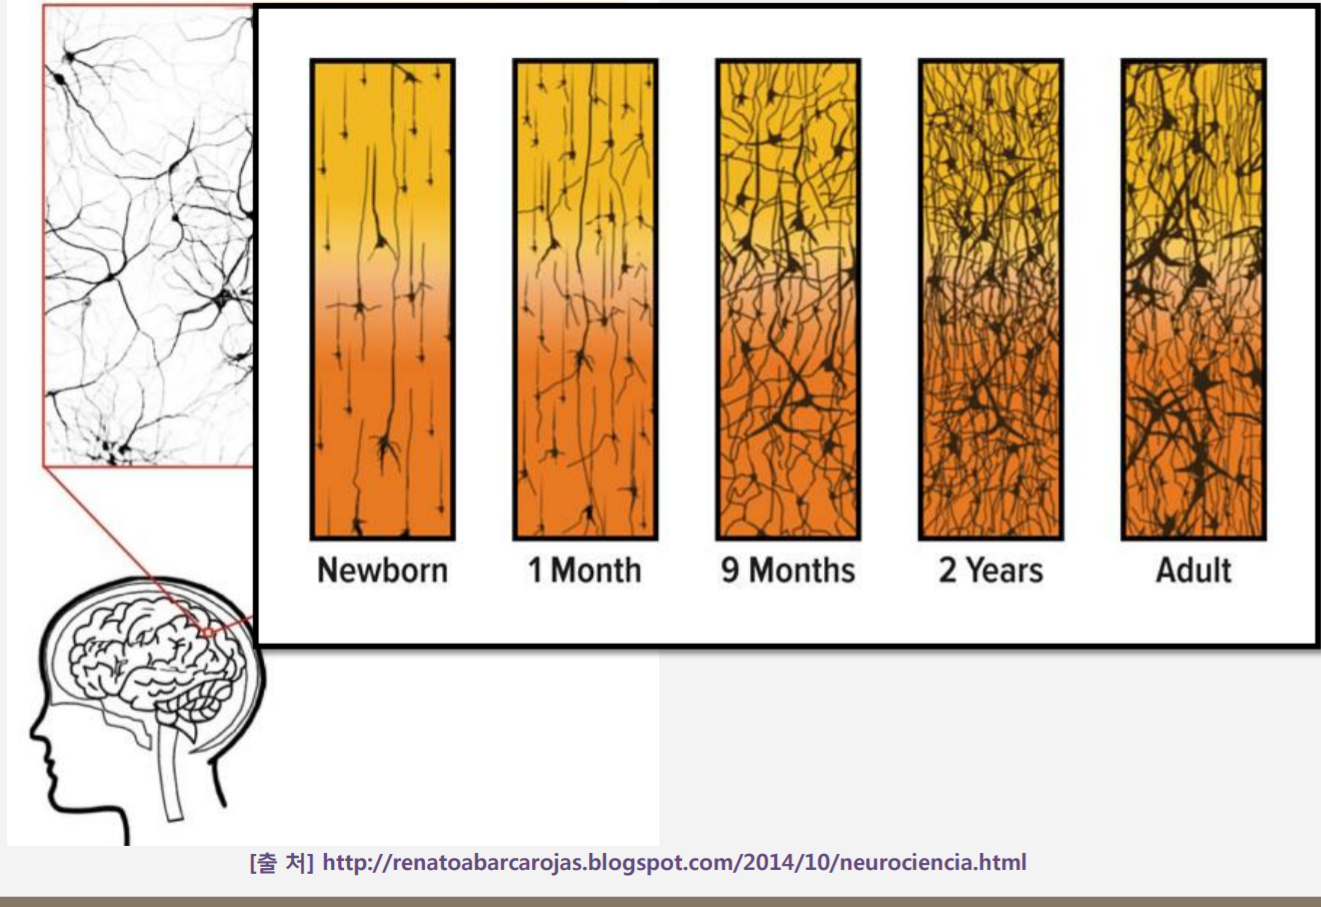 Newborn
1 Month
9 Months
2 Years
Adult
[출 처] http://renatoabarcarojas.blogspot.com/2014/10/neurociencia.html